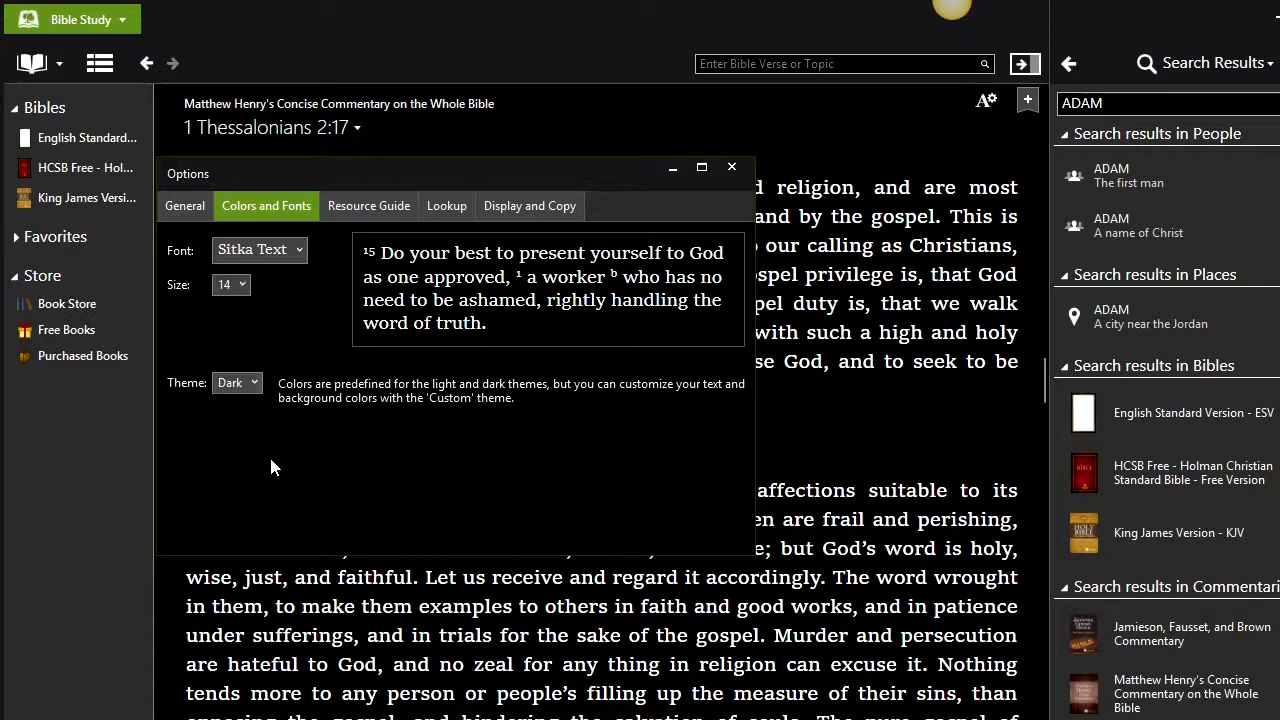 Bible Study
Enter Bible Verse or Topic
Search Results
Bibles
English Standard...
HCSB Free - Hol...
King James Versi...
Favorites
Store
Book Store
Free Books
Purchased Books
Matthew Henry's Concise Commentary on the Whole Bible
1 Thessalonians 2:17
Options
General
Colors and Fonts
Resource Guide
Lookup
Display and Copy
Font:
Sitka Text
Size:
14
15 Do your best to present yourself to God
as one approved, 1 a worker b who has no
need to be ashamed, rightly handling the
word of truth.
Theme:
Dark
Colors are predefined for the light and dark themes, but you can customize your text and
background colors with the 'Custom' theme.
d religion, and are most
and by the gospel. This is
our calling as Christians,
spel privilege is, that God
pel duty is, that we walk
with such a high and holy
se God, and to seek to be
affections suitable to its
en are frail and perishing,
; but God’s word is holy,
wise, just, and faithful. Let us receive and regard it accordingly. The word wrought
in them, to make them examples to others in faith and good works, and in patience
under sufferings, and in trials for the sake of the gospel. Murder and persecution
are hateful to God, and no zeal for any thing in religion can excuse it. Nothing
tends more to any person or people’s filling up the measure of their sins, than
opposing the gospel, and hindering the salvation of souls. The pure gospel of
ADAM
Search results in People
ADAM
The first man
ADAM
A name of Christ
Search results in Places
ADAM
A city near the Jordan
Search results in Bibles
English Standard Version - ESV
HCSB Free - Holman Christian
Standard Bible - Free Version
King James Version - KJV
Search results in Commentari
Jamieson, Fausset, and Brown
Commentary
Matthew Henry's Concise
Commentary on the Whole
Bible